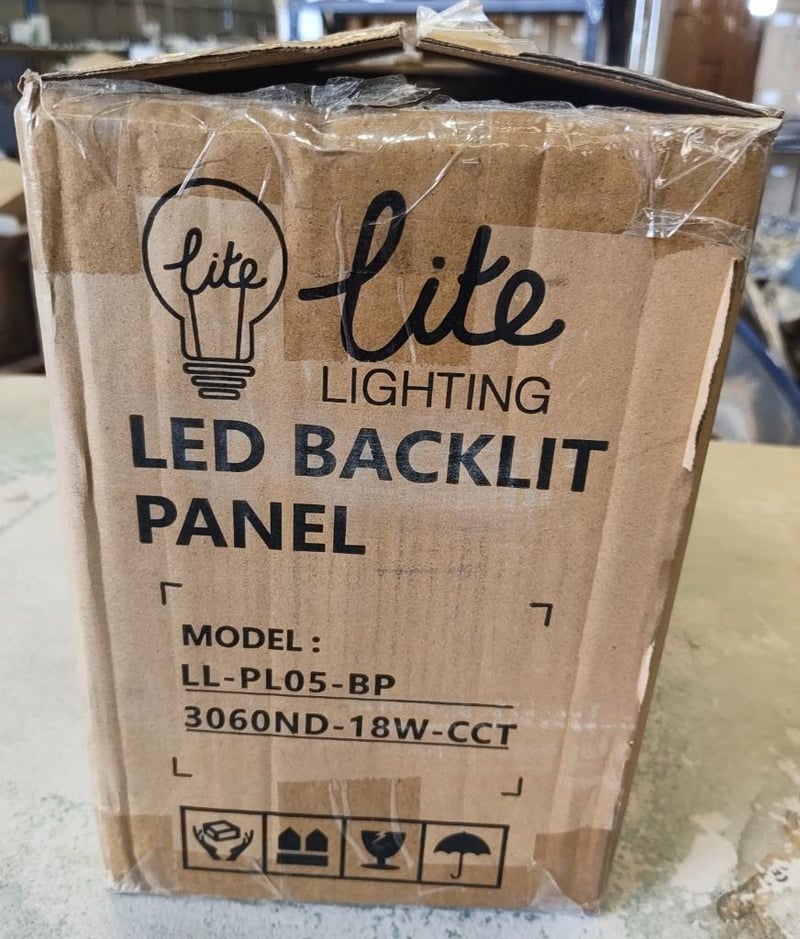 lite
lite
LIGHTING
LED BACKLIT
PANEL
MODEL :
LL-PL05-BP
3060ND-18W-CCT